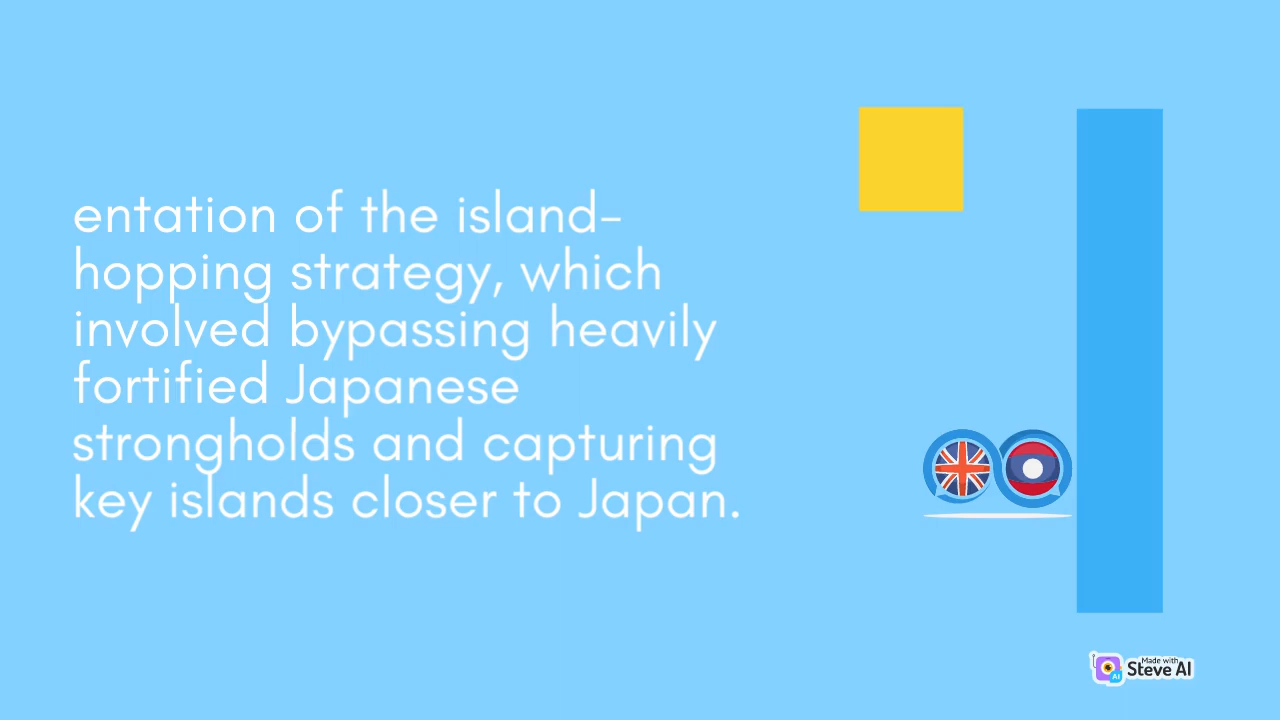 entation of the island-
hopping strategy, which
involved bypassing heavily
fortified Japanese
strongholds and capturing
key islands closer to Japan.
Made with
Steve AI
AI